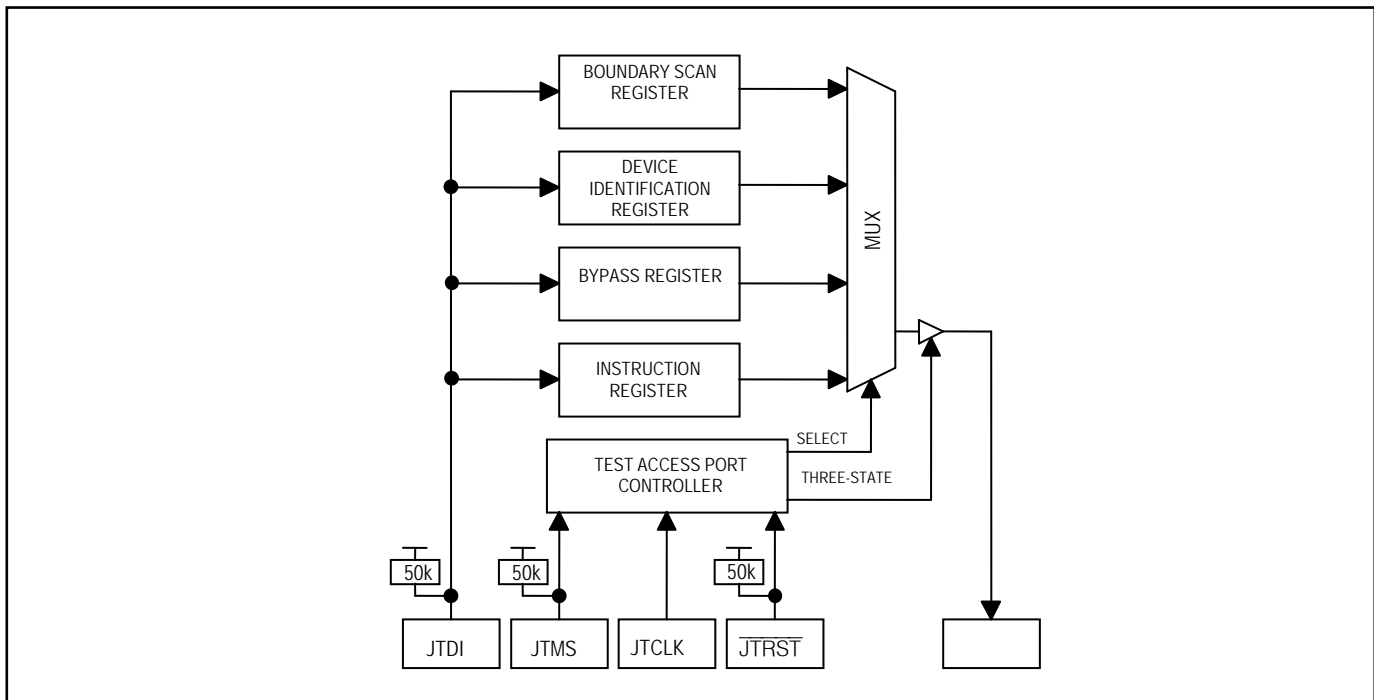 BOUNDARY SCAN
REGISTER
DEVICE
IDENTIFICATION
REGISTER
BYPASS REGISTER
INSTRUCTION
REGISTER
MUX
SELECT
TEST ACCESS PORT
CONTROLLER
THREE-STATE
50k
50k
50k
JTDI
JTMS
JTCLK
J̅T̅R̅S̅T̅